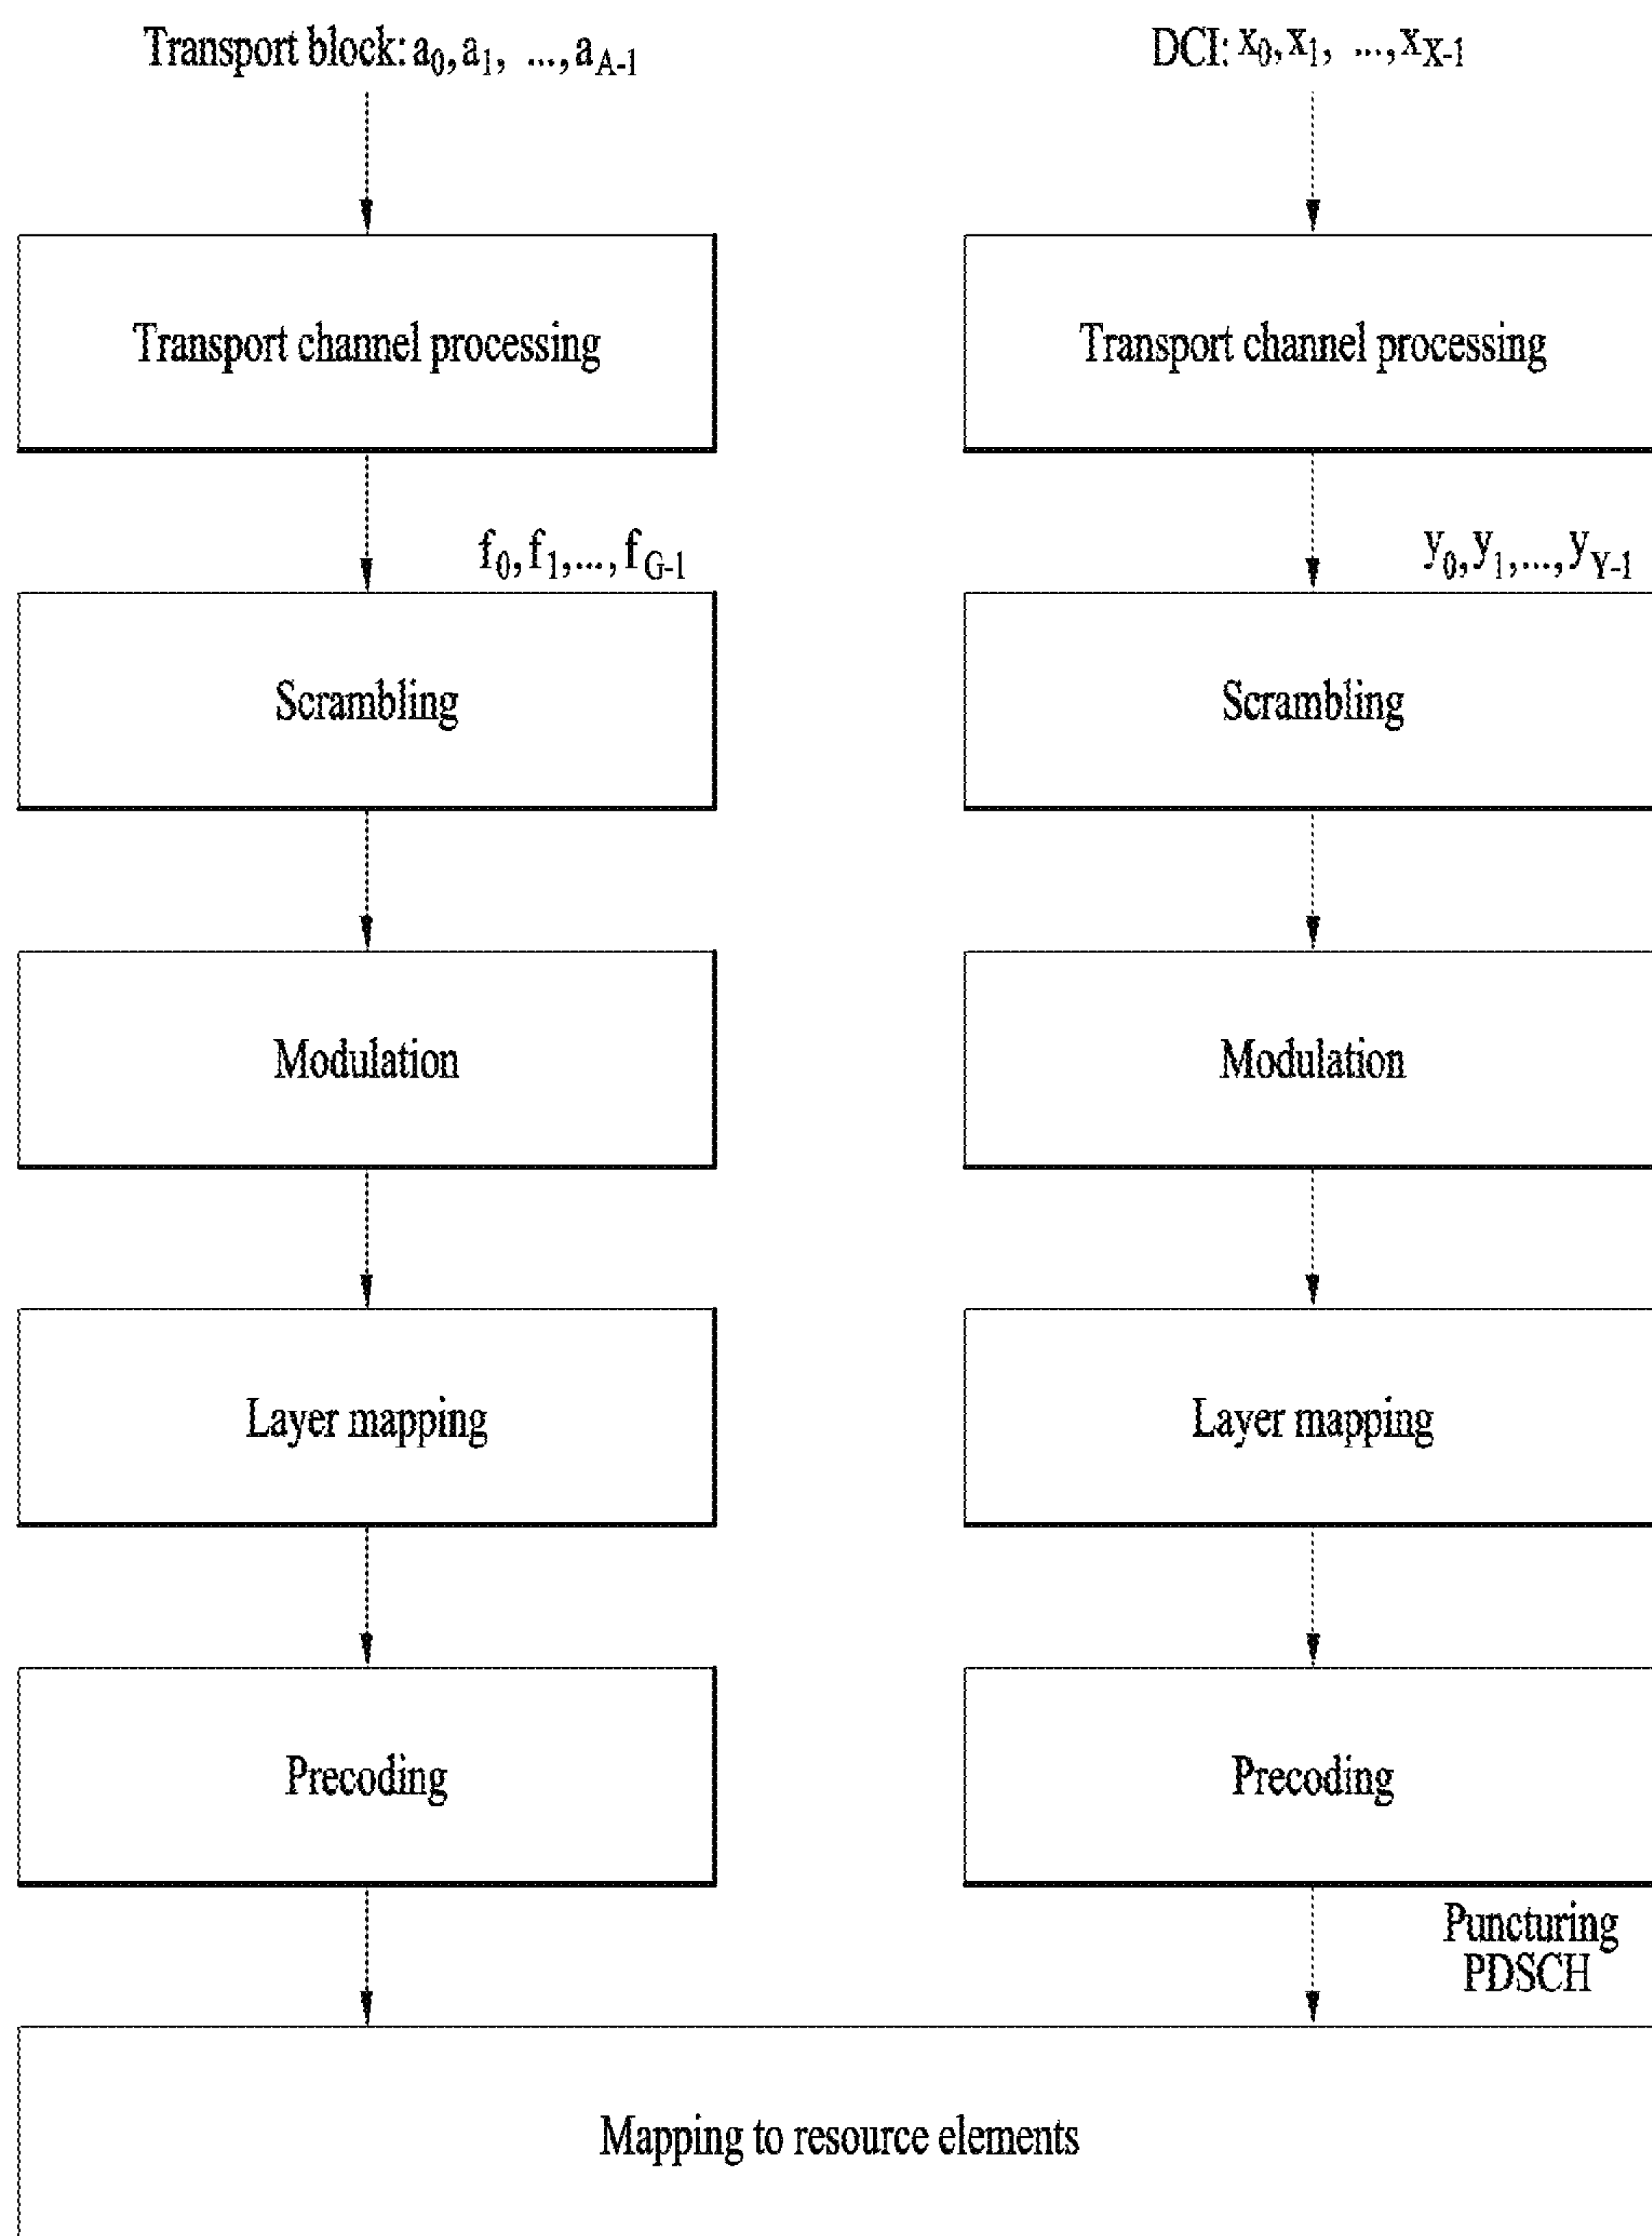 Transport block: a0, a1, ..., aA-1
DCI: x0, x1, ..., xX-1
Transport channel processing
Transport channel processing
f0, f1,..., fG-1
y0, y1,..., yY-1
Scrambling
Scrambling
Modulation
Modulation
Layer mapping
Layer mapping
Precoding
Precoding
Puncturing
PDSCH
Mapping to resource elements